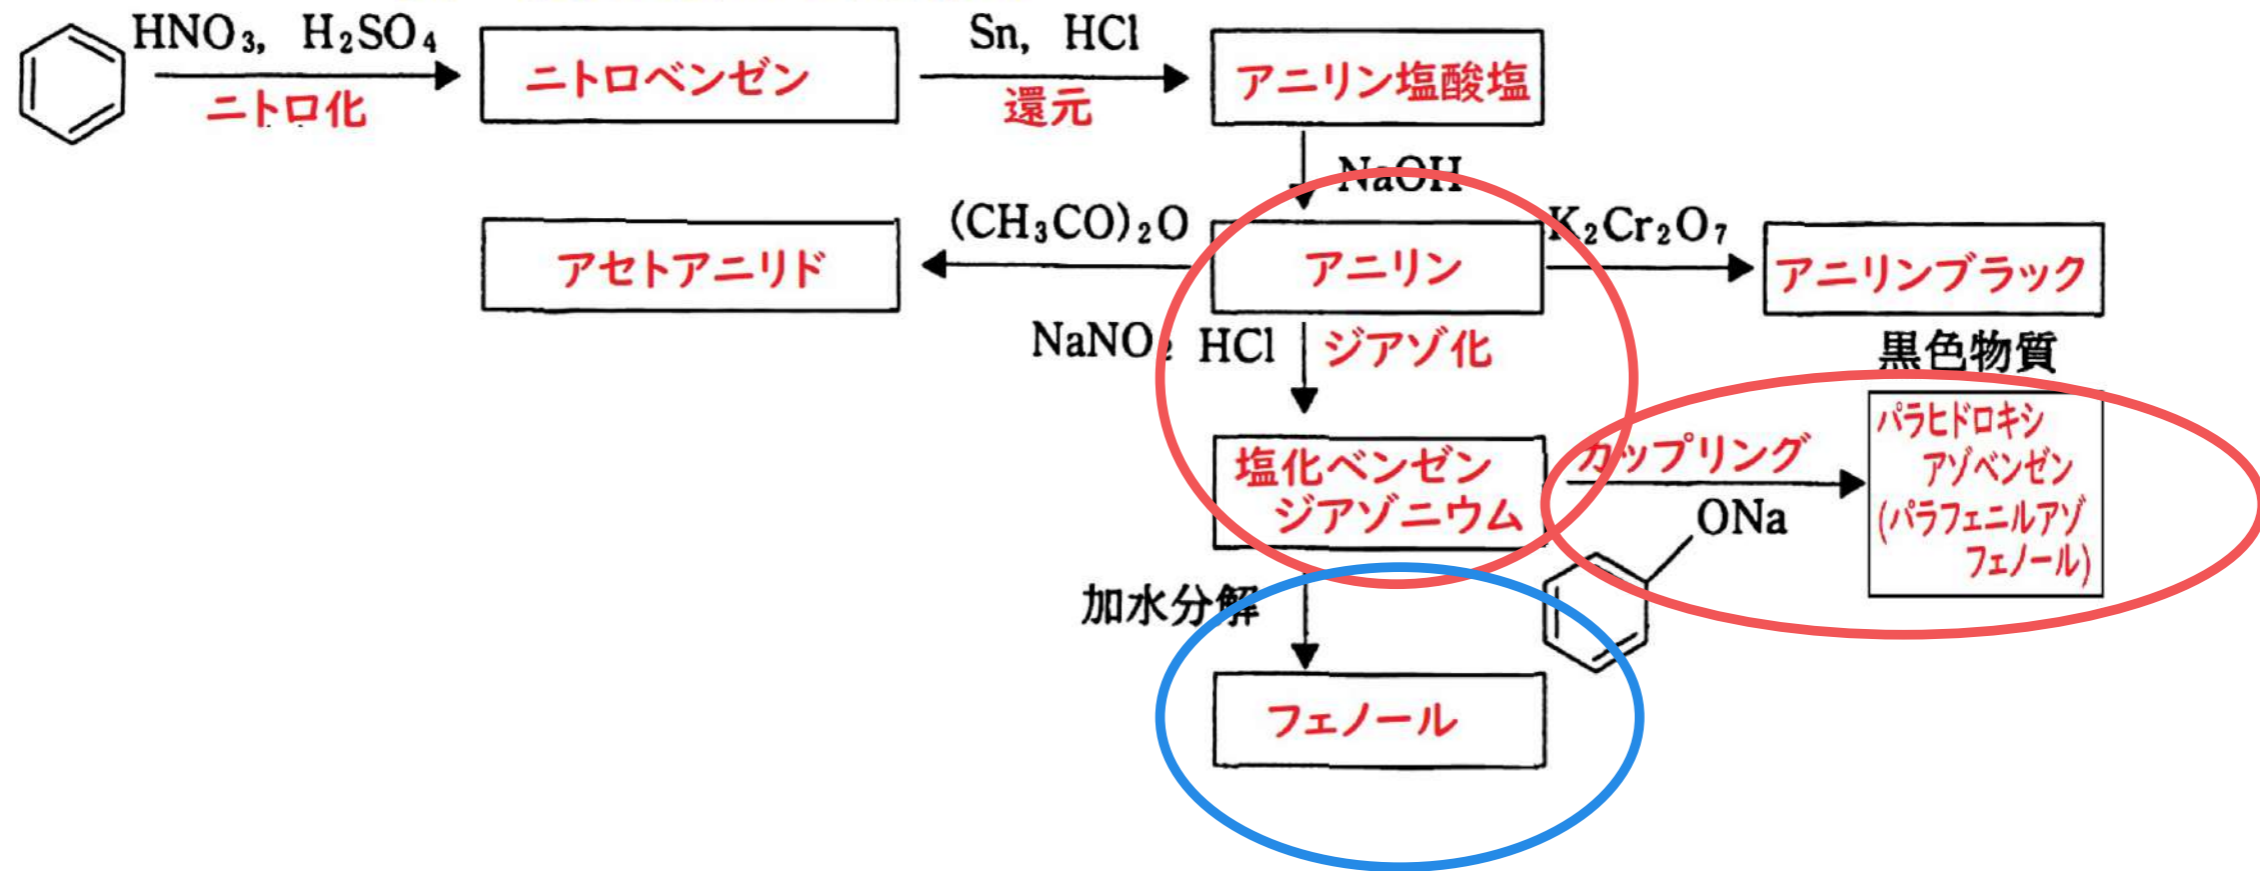 HNO₃, H₂SO₄
ニトロ化
ニトロベンゼン
Sn, HCl
還元
アニリン塩酸塩
NaOH
アセトアニリド
(CH₃CO)₂O
アニリン
K₂Cr₂O₇
アニリンブラック
黒色物質
NaNO₂ HCl
ジアゾ化
塩化ベンゼン
ジアゾニウム
カップリング
ONa
パラヒドロキシ
アゾベンゼン
(パラフェニルアゾ
フェノール)
加水分解
フェノール